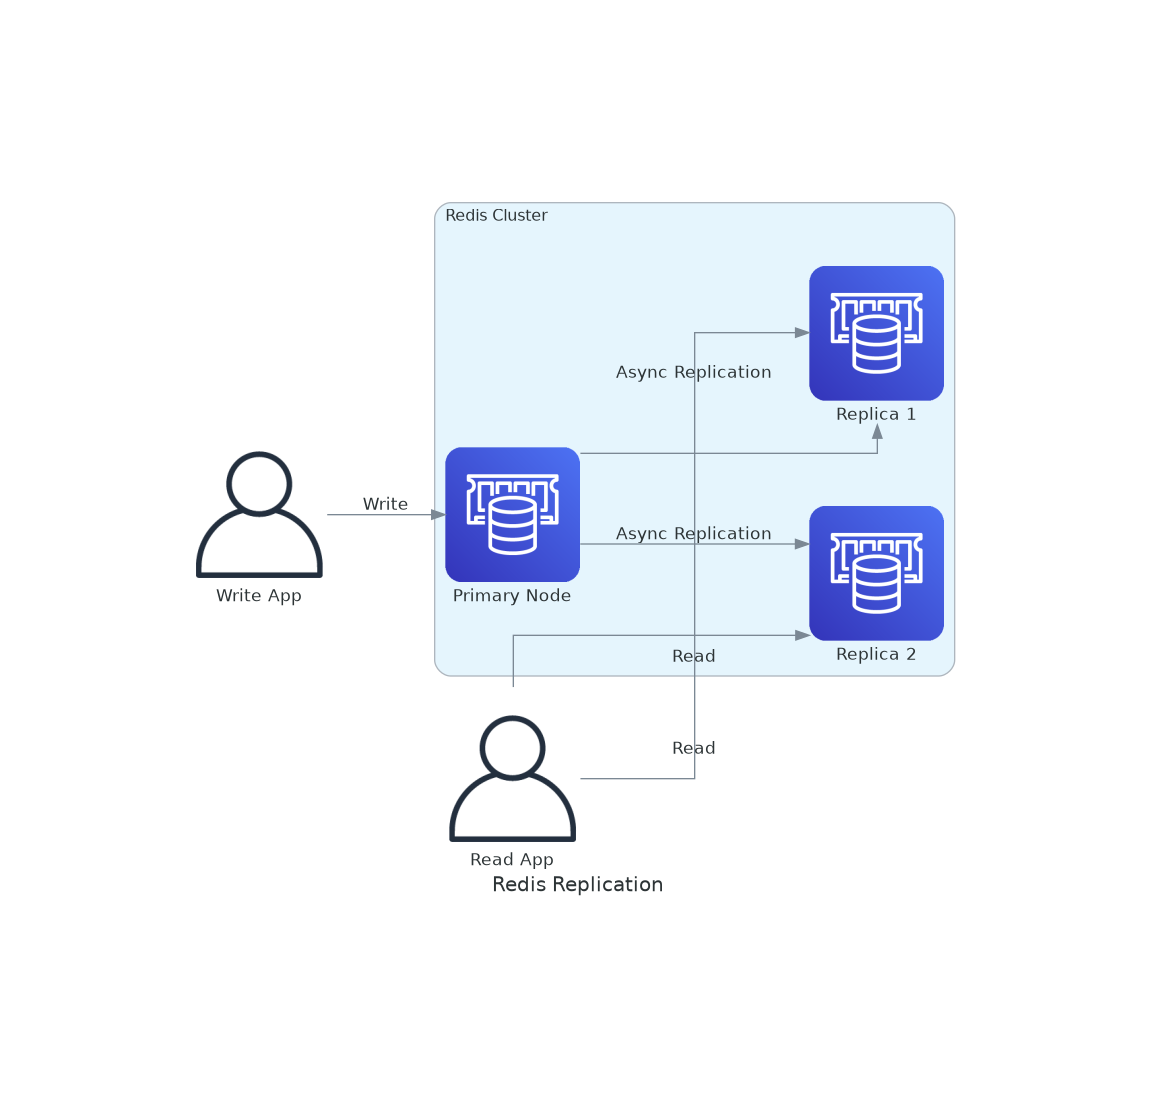 Redis Cluster
Async Replication
Replica 1
Write
Async Replication
Write App
Primary Node
Read
Replica 2
Read
Read App
Redis Replication